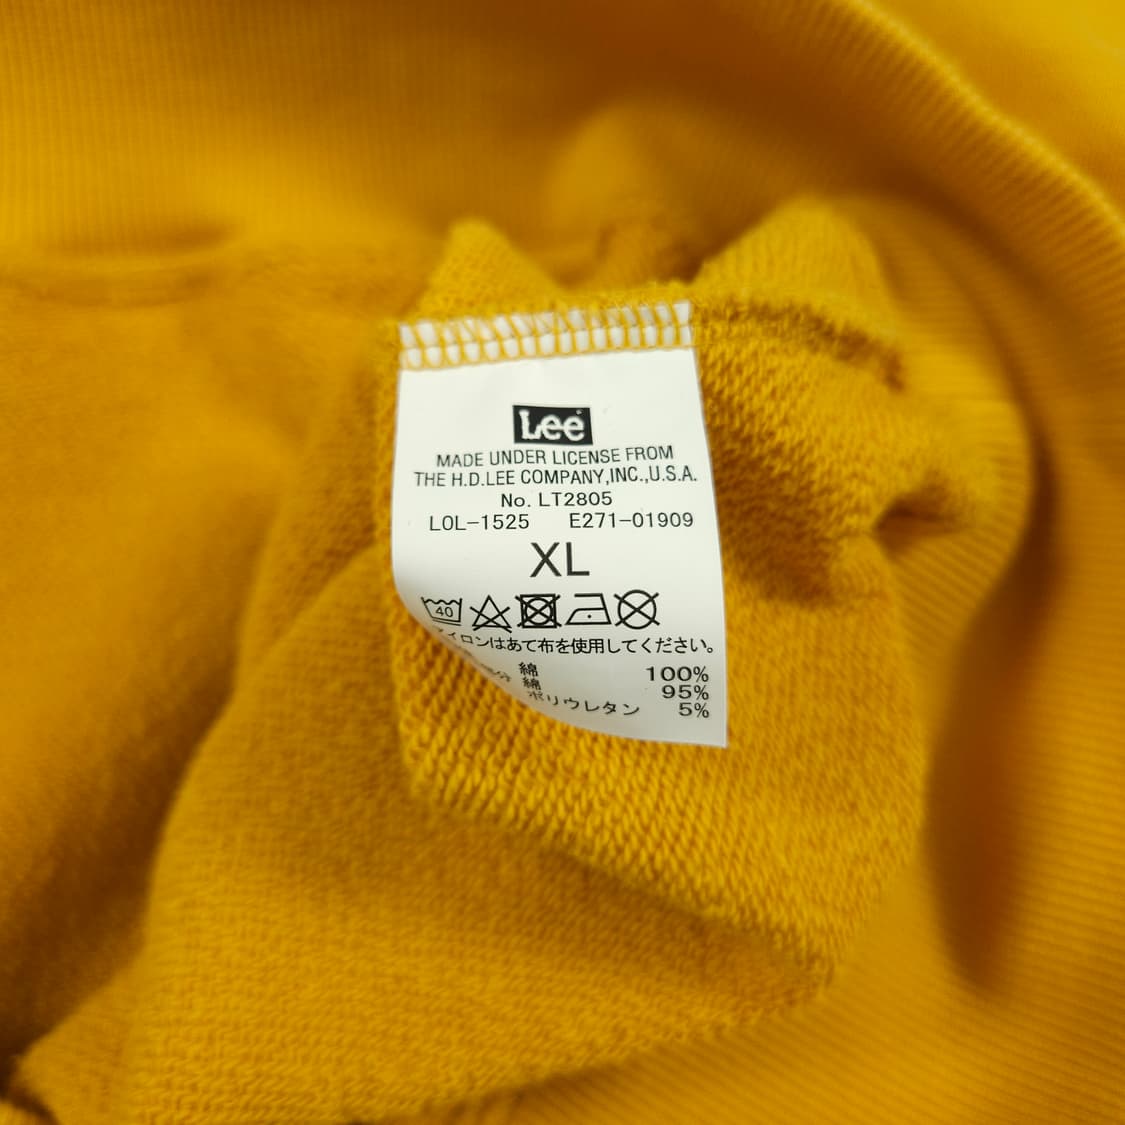 Lee
MADE UNDER LICENSE FROM
THE H.D.LEE COMPANY,INC.,U.S.A.
No. LT2805
LOL-1525 E271-01909
XL
40
イロンはあて布を使用してください。
綿 100%
綿 95%
ポリウレタン 5%